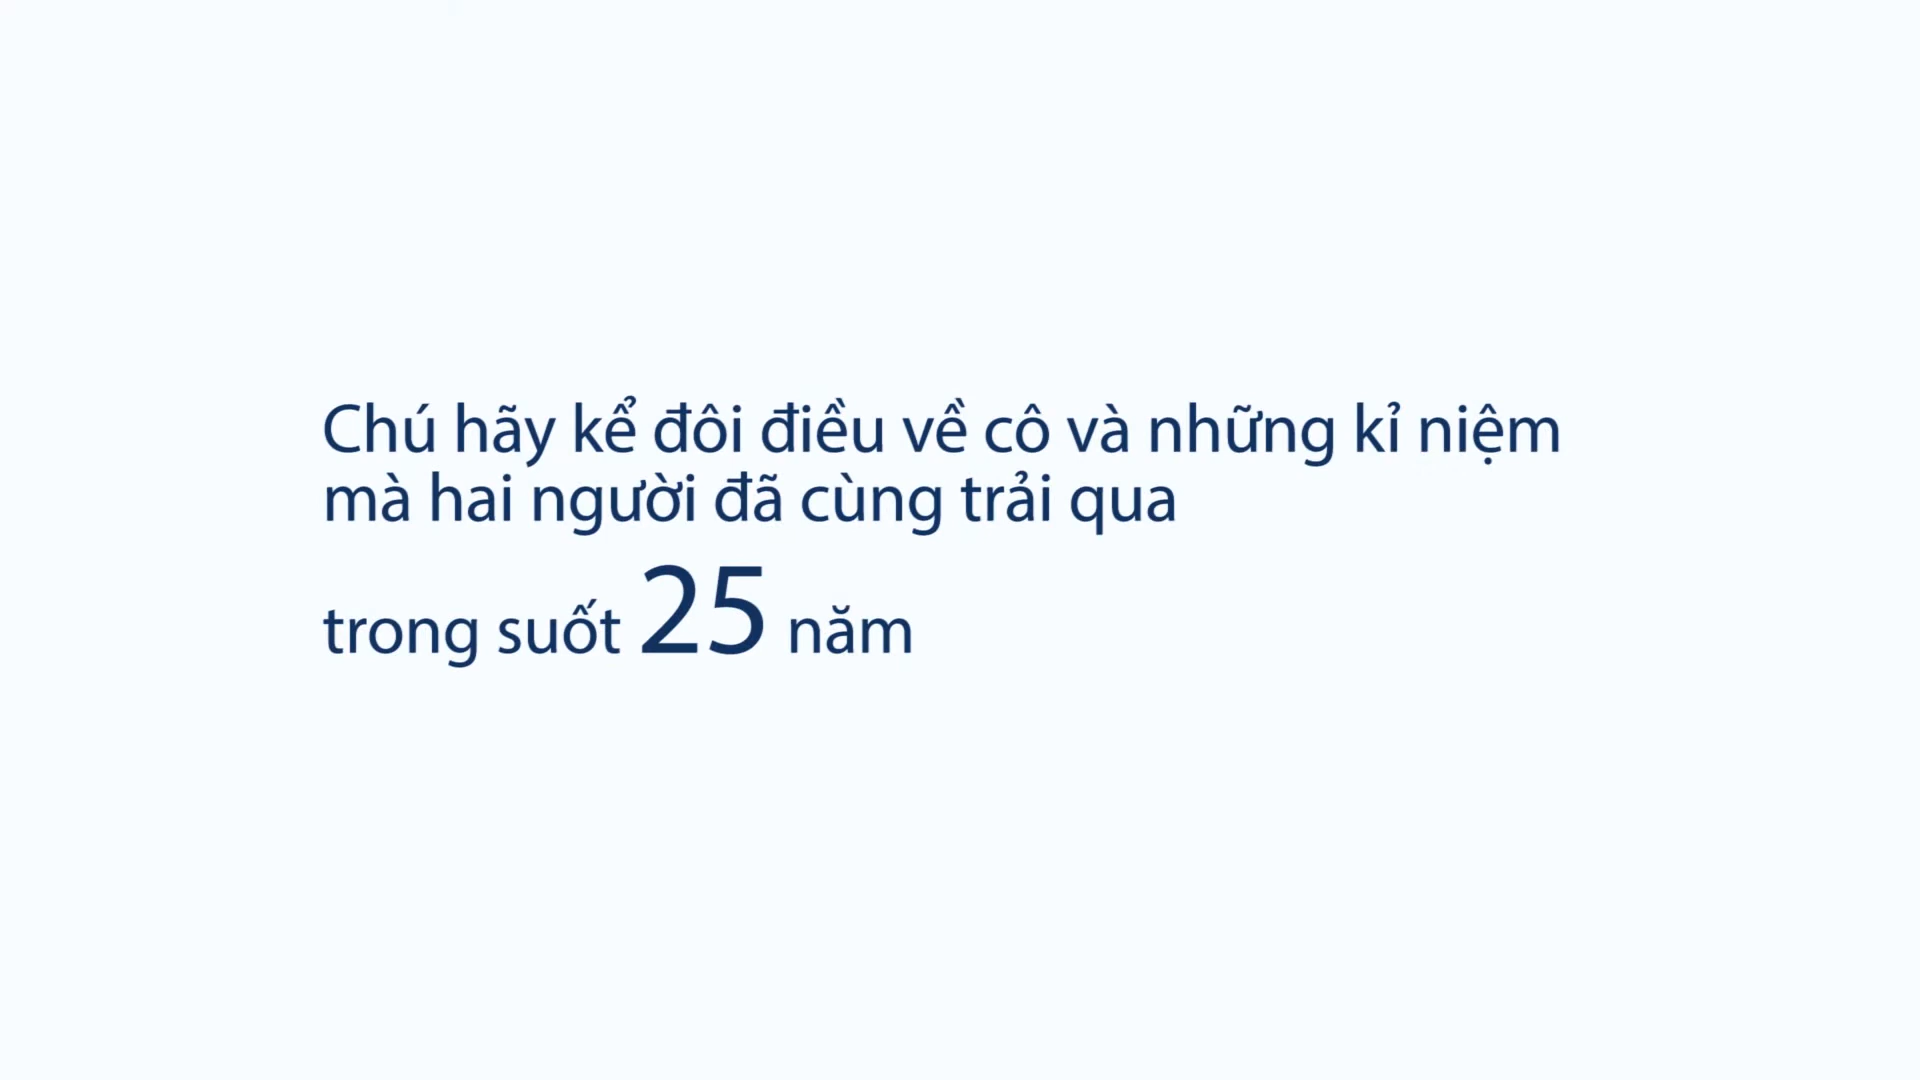 Chú hãy kể đôi điều về cô và những kỉ niệm
mà hai người đã cùng trải qua
trong suốt 25 năm